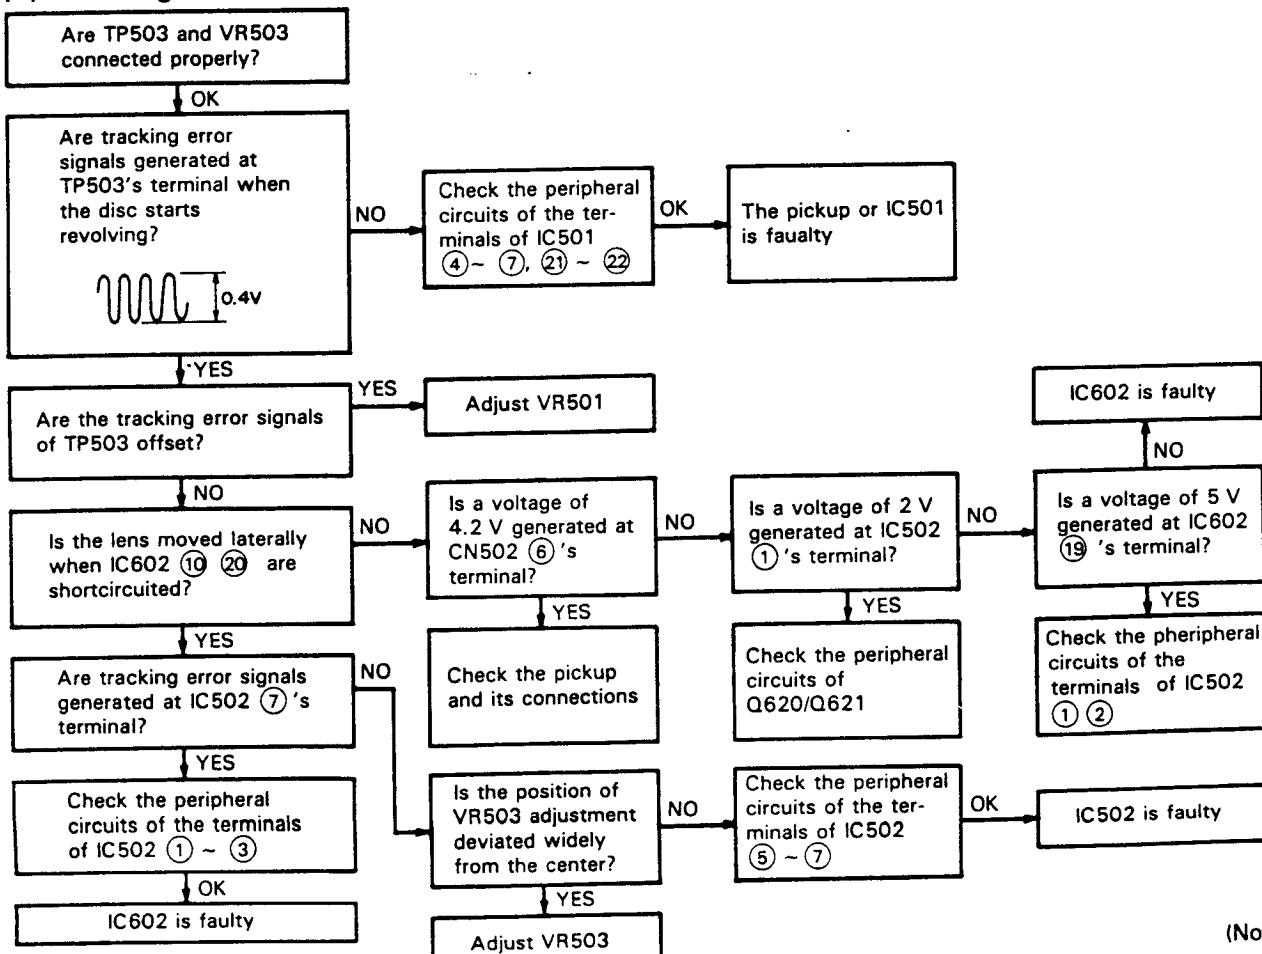 Are TP503 and VR503
connected properly?
OK
Are tracking error
signals generated at
TP503's terminal when
the disc starts
revolving?
0.4V
NO
Check the peripheral
circuits of the ter-
minals of IC501
④ ~ ⑦, ㉑ ~ ㉒
OK
The pickup or IC501
is faualty
YES
Are the tracking error signals
of TP503 offset?
YES
Adjust VR501
NO
Is the lens moved laterally
when IC602 ⑩ ⑳ are
shortcircuited?
NO
Is a voltage of
4.2 V generated at
CN502 ⑥ 's
terminal?
NO
Is a voltage of 2 V
generated at IC502
① 's terminal?
NO
Is a voltage of 5 V
generated at IC602
⑲ 's terminal?
NO
IC602 is faulty
YES
Check the pickup
and its connections
YES
Check the peripheral
circuits of
Q620/Q621
YES
Check the pheripheral
circuits of the
terminals of IC502
① ②
YES
Are tracking error signals
generated at IC502 ⑦ 's
terminal?
NO
YES
Check the peripheral
circuits of the terminals
of IC502 ① ~ ③
OK
IC602 is faulty
Is the position of
VR503 adjustment
deviated widely
from the center?
NO
Check the peripheral
circuits of the ter-
minals of IC502
⑤ ~ ⑦
OK
IC502 is faulty
YES
Adjust VR503
(No